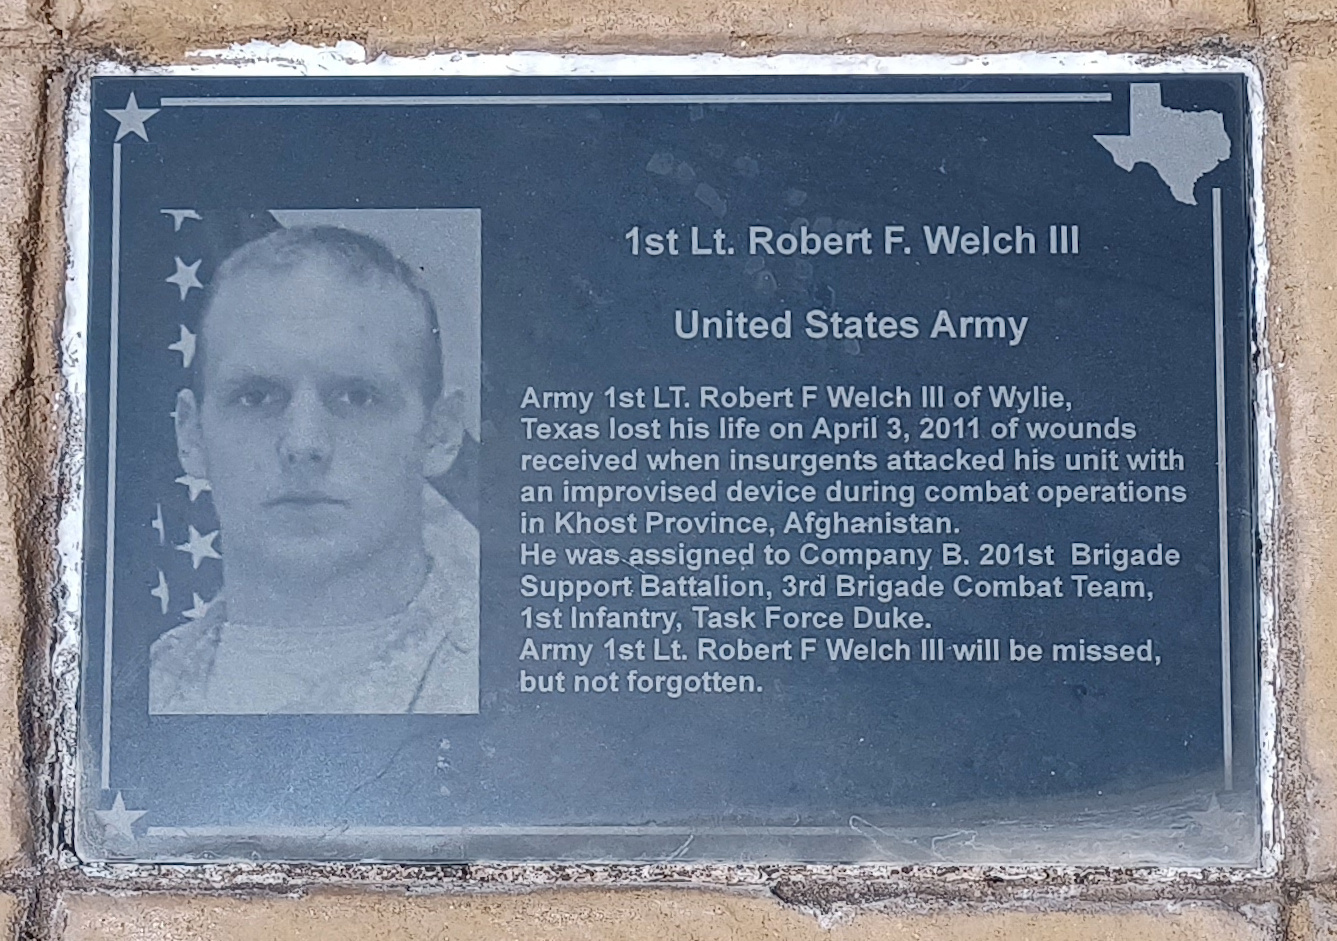 1st Lt. Robert F. Welch III
United States Army
Army 1st LT. Robert F Welch III of Wylie,
Texas lost his life on April 3, 2011 of wounds
received when insurgents attacked his unit with
an improvised device during combat operations
in Khost Province, Afghanistan.
He was assigned to Company B. 201st Brigade
Support Battalion, 3rd Brigade Combat Team,
1st Infantry, Task Force Duke.
Army 1st Lt. Robert F Welch III will be missed,
but not forgotten.